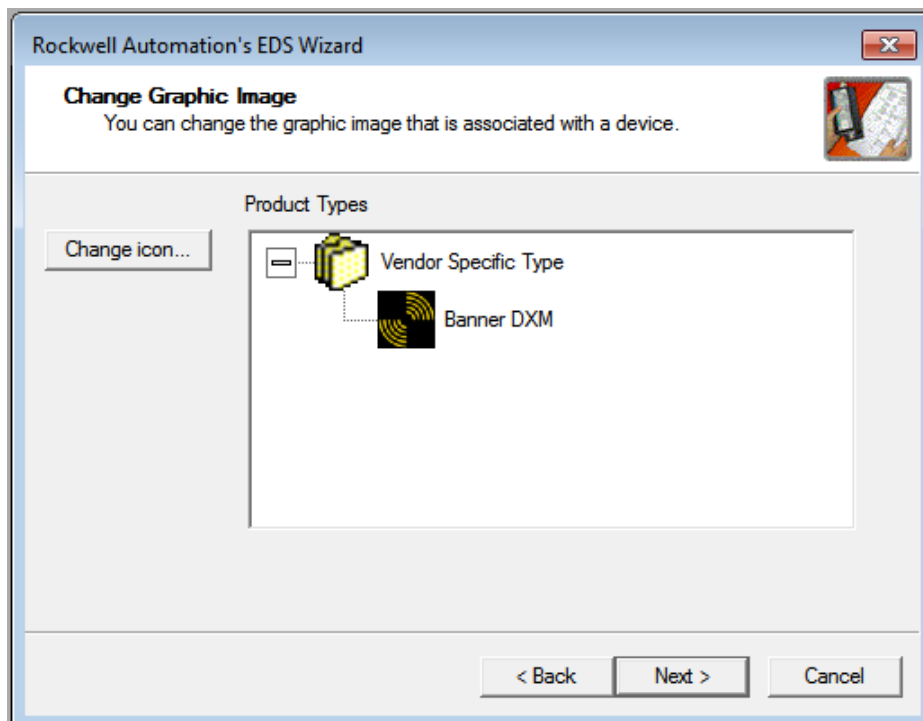 Rockwell Automation's EDS Wizard
Change Graphic Image
You can change the graphic image that is associated with a device.
Product Types
Change icon...
Vendor Specific Type
Banner DXM
< Back
Next >
Cancel